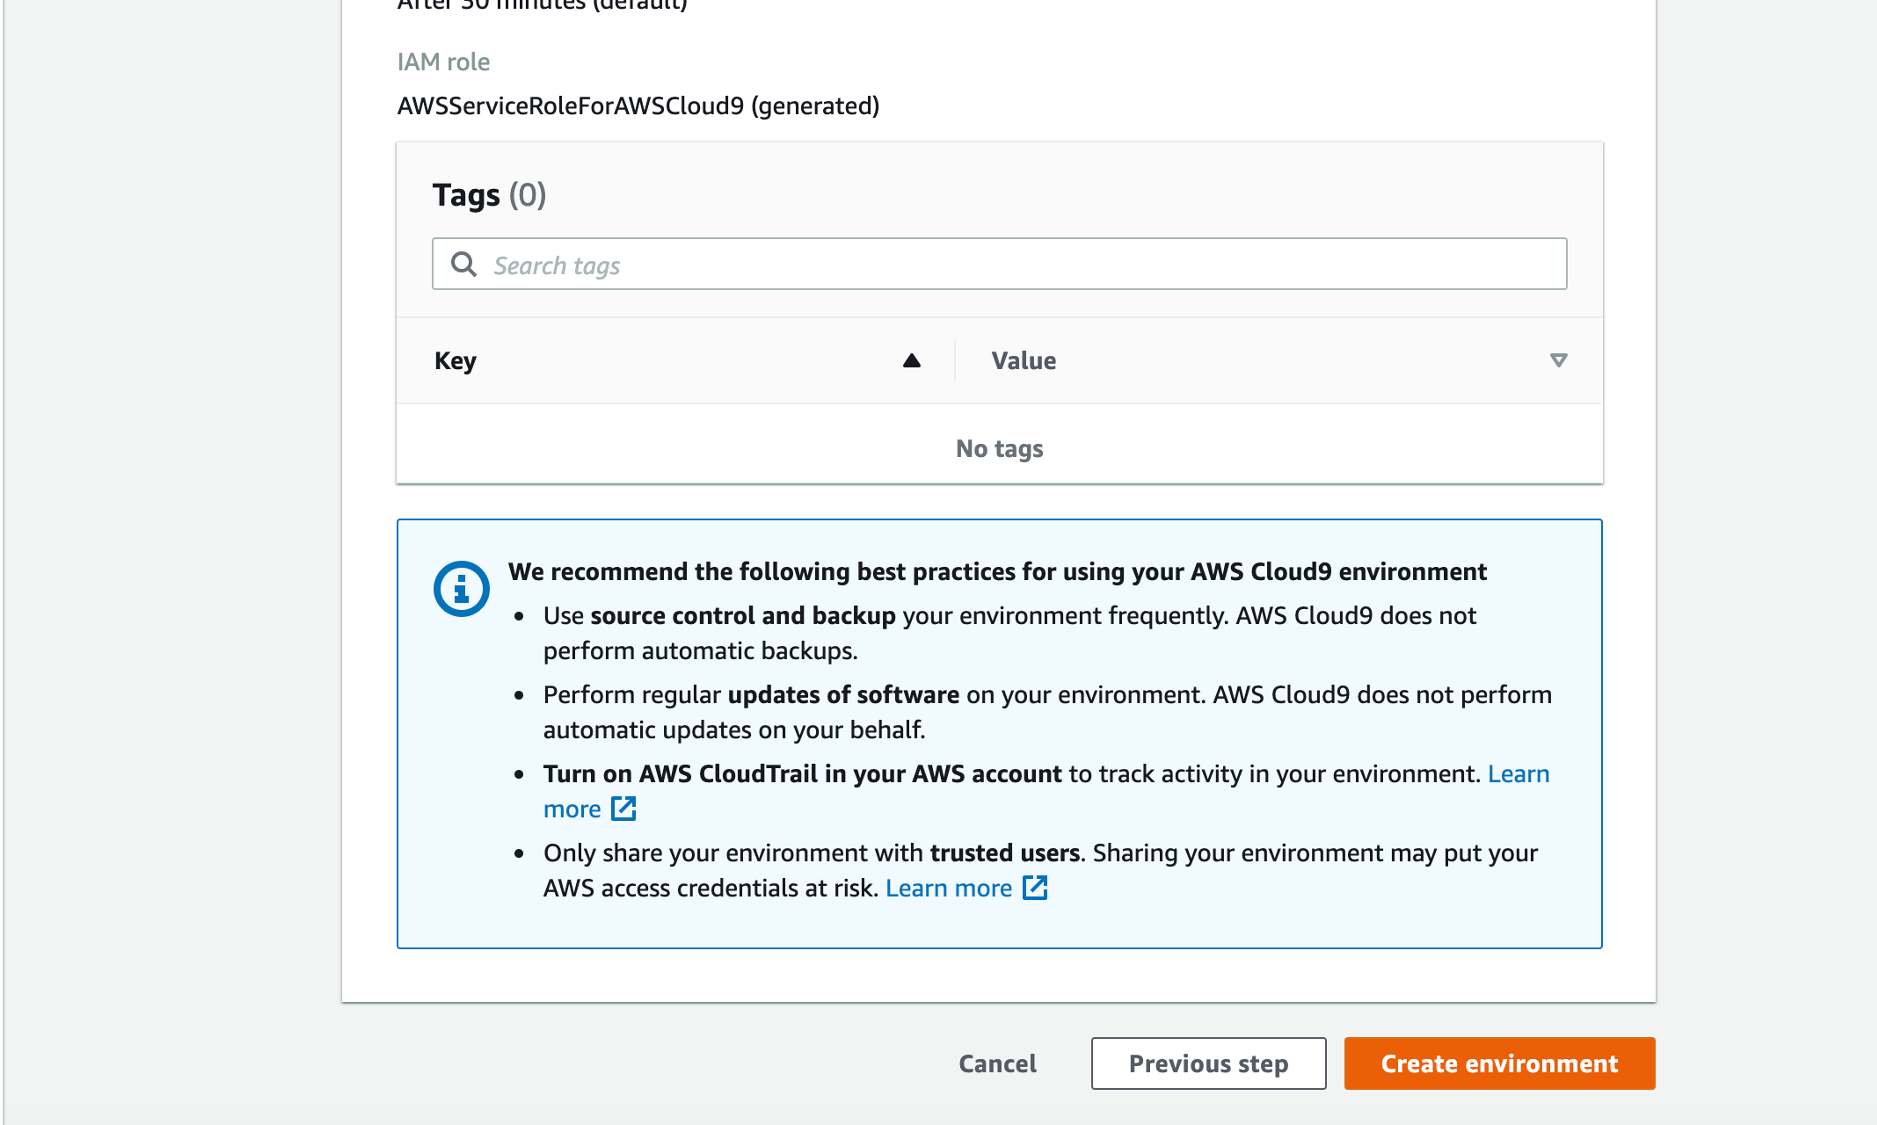 After 30 minutes (default)
IAM role
AWSServiceRoleForAWSCloud9 (generated)
Tags (0)
Search tags
Key
Value
No tags
We recommend the following best practices for using your AWS Cloud9 environment
• Use source control and backup your environment frequently. AWS Cloud9 does not
perform automatic backups.
• Perform regular updates of software on your environment. AWS Cloud9 does not perform
automatic updates on your behalf.
• Turn on AWS CloudTrail in your AWS account to track activity in your environment. Learn
more
• Only share your environment with trusted users. Sharing your environment may put your
AWS access credentials at risk. Learn more
Cancel
Previous step
Create environment